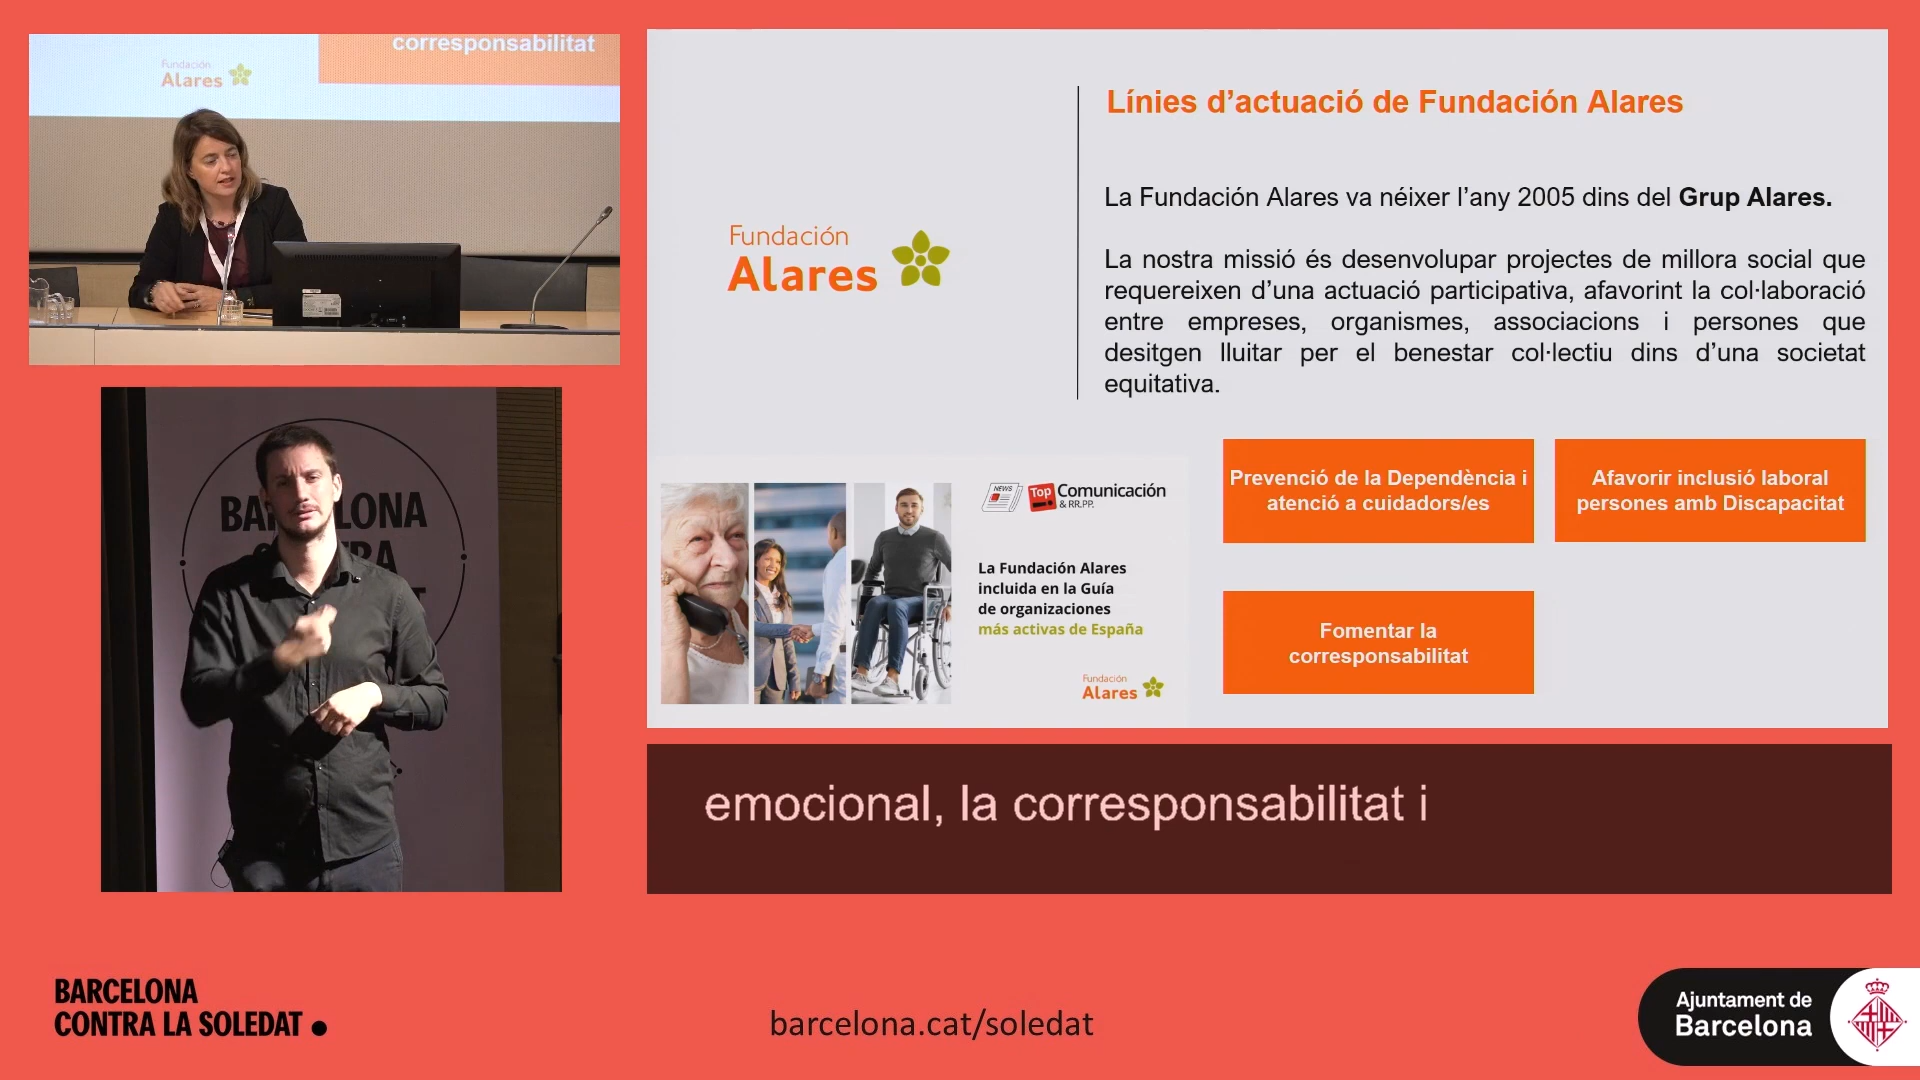 corresponsabilitat
Fundación
Alares
Línies d’actuació de Fundación Alares
La Fundación Alares va néixer l’any 2005 dins del Grup Alares.
La nostra missió és desenvolupar projectes de millora social que
requereixen d’una actuació participativa, afavorint la col·laboració
entre empreses, organismes, associacions i persones que
desitgen lluitar per el benestar col·lectiu dins d’una societat
equitativa.
Fundación
Alares
Prevenció de la Dependència i
atenció a cuidadors/es
Afavorir inclusió laboral
persones amb Discapacitat
Fomentar la
corresponsabilitat
NEWS
Top Comunicación
& RR.PP.
La Fundación Alares
incluida en la Guía
de organizaciones
más activas de España
Fundación
Alares
BARCELONA
emocional, la corresponsabilitat i
BARCELONA
CONTRA LA SOLEDAT
barcelona.cat/soledat
Ajuntament de
Barcelona